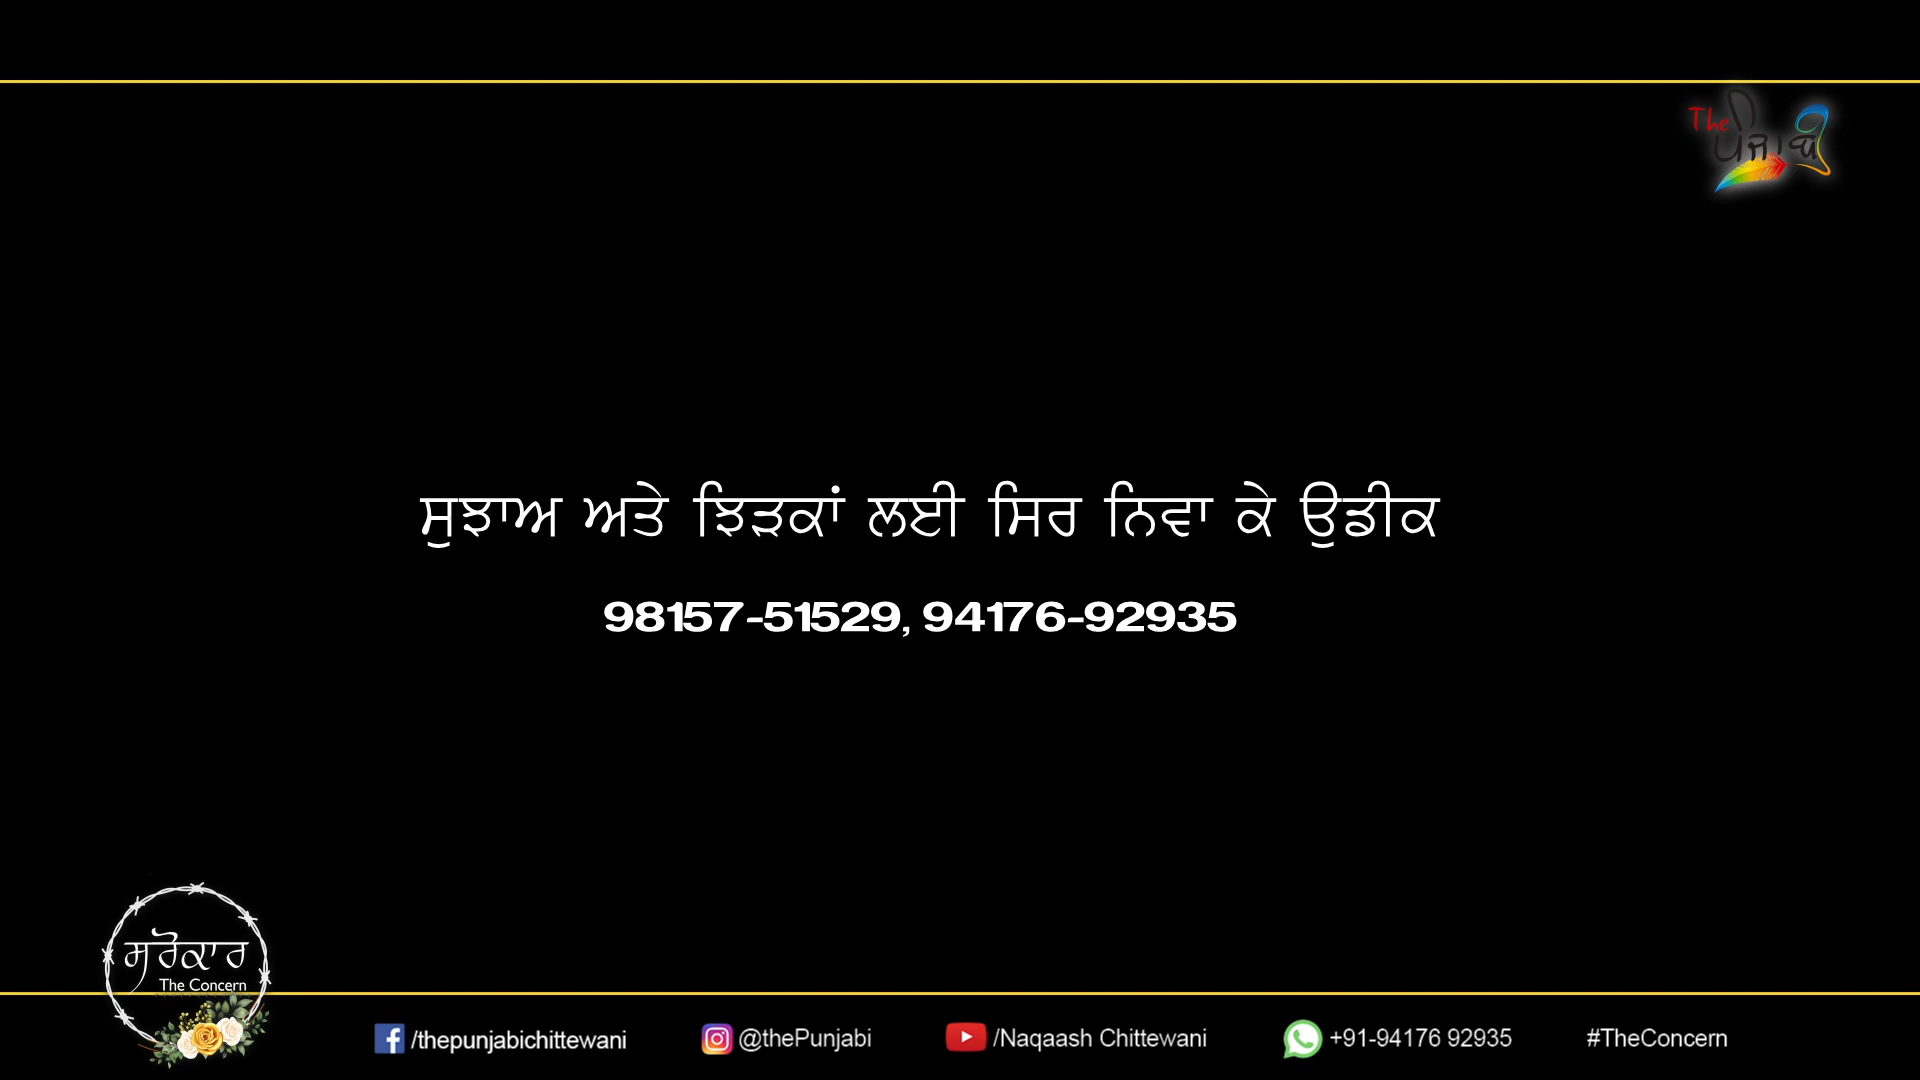 The ਪੰਜਾਬੀ
ਸੁਝਾਅ ਅਤੇ ਝਿੜਕਾਂ ਲਈ ਸਿਰ ਨਿਵਾ ਕੇ ਉਡੀਕ
98157-51529, 94176-92935
ਸਰੋਕਾਰ
The Concern
/thepunjabichittewani @thePunjabi /Naqaash Chittewani +91-94176 92935 #TheConcern